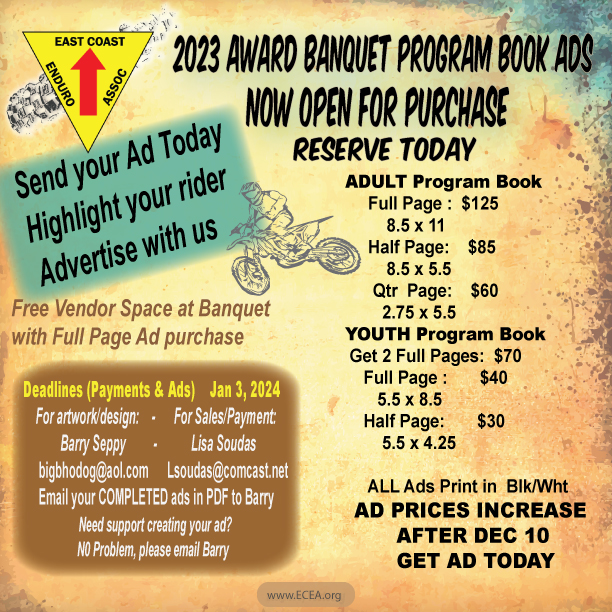 EAST COAST
ENDURO
ASSOC
2023 AWARD BANQUET PROGRAM BOOK ADS
NOW OPEN FOR PURCHASE
RESERVE TODAY
Send your Ad Today
Highlight your rider
Advertise with us
Free Vendor Space at Banquet
with Full Page Ad purchase
Deadlines (Payments & Ads) Jan 3, 2024
For artwork/design: - For Sales/Payment:
Barry Seppy - Lisa Soudas
bigbhodog@aol.com Lsoudas@comcast.net
Email your COMPLETED ads in PDF to Barry
Need support creating your ad?
NO Problem, please email Barry
ADULT Program Book
Full Page : $125
8.5 x 11
Half Page: $85
8.5 x 5.5
Qtr Page: $60
2.75 x 5.5
YOUTH Program Book
Get 2 Full Pages: $70
Full Page : $40
5.5 x 8.5
Half Page: $30
5.5 x 4.25
ALL Ads Print in Blk/Wht
AD PRICES INCREASE
AFTER DEC 10
GET AD TODAY
www.ECEA.org